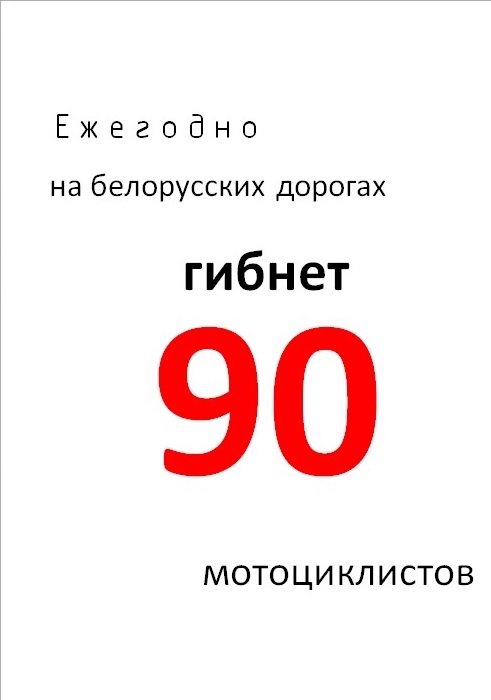 Ежегодно
на белорусских дорогах
гибнет
90
мотоциклистов